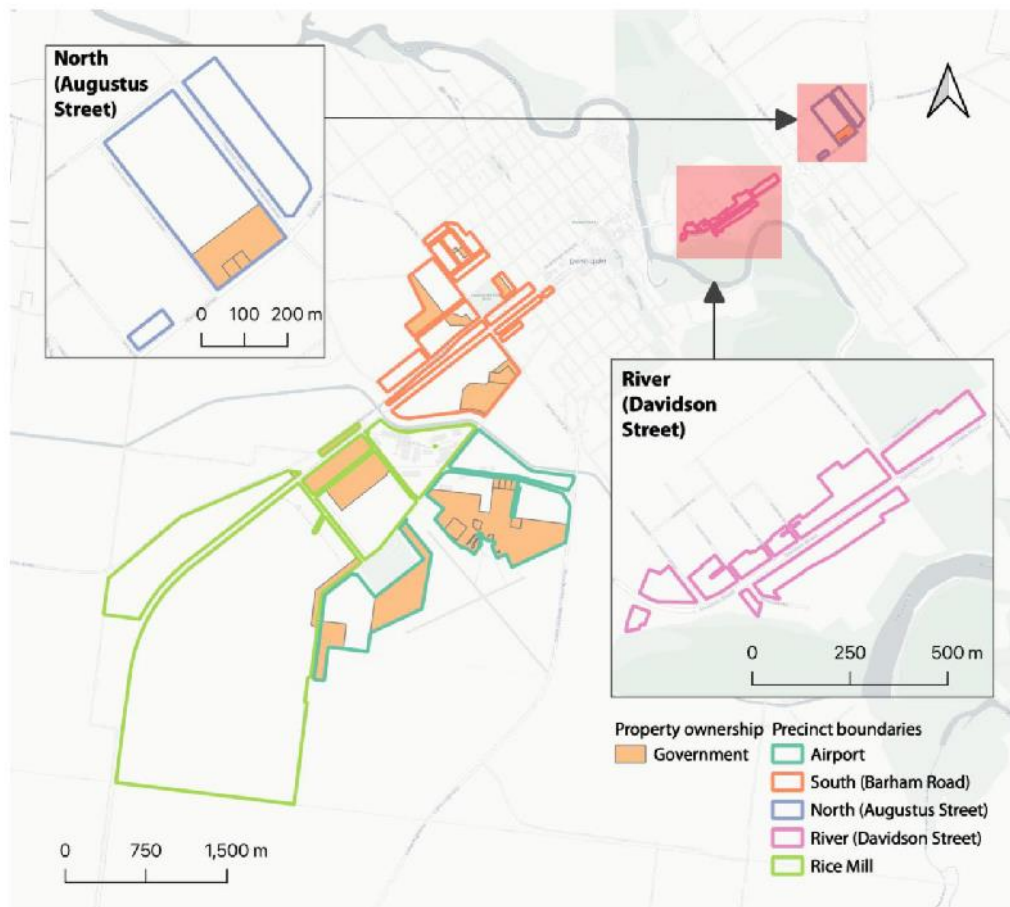 North
(Augustus
Street)
0 100 200 m
Deniliquin
River
(Davidson
Street)
0 250 500 m
Property ownership
Government
Precinct boundaries
Airport
South (Barham Road)
North (Augustus Street)
River (Davidson Street)
Rice Mill
0 750 1,500 m